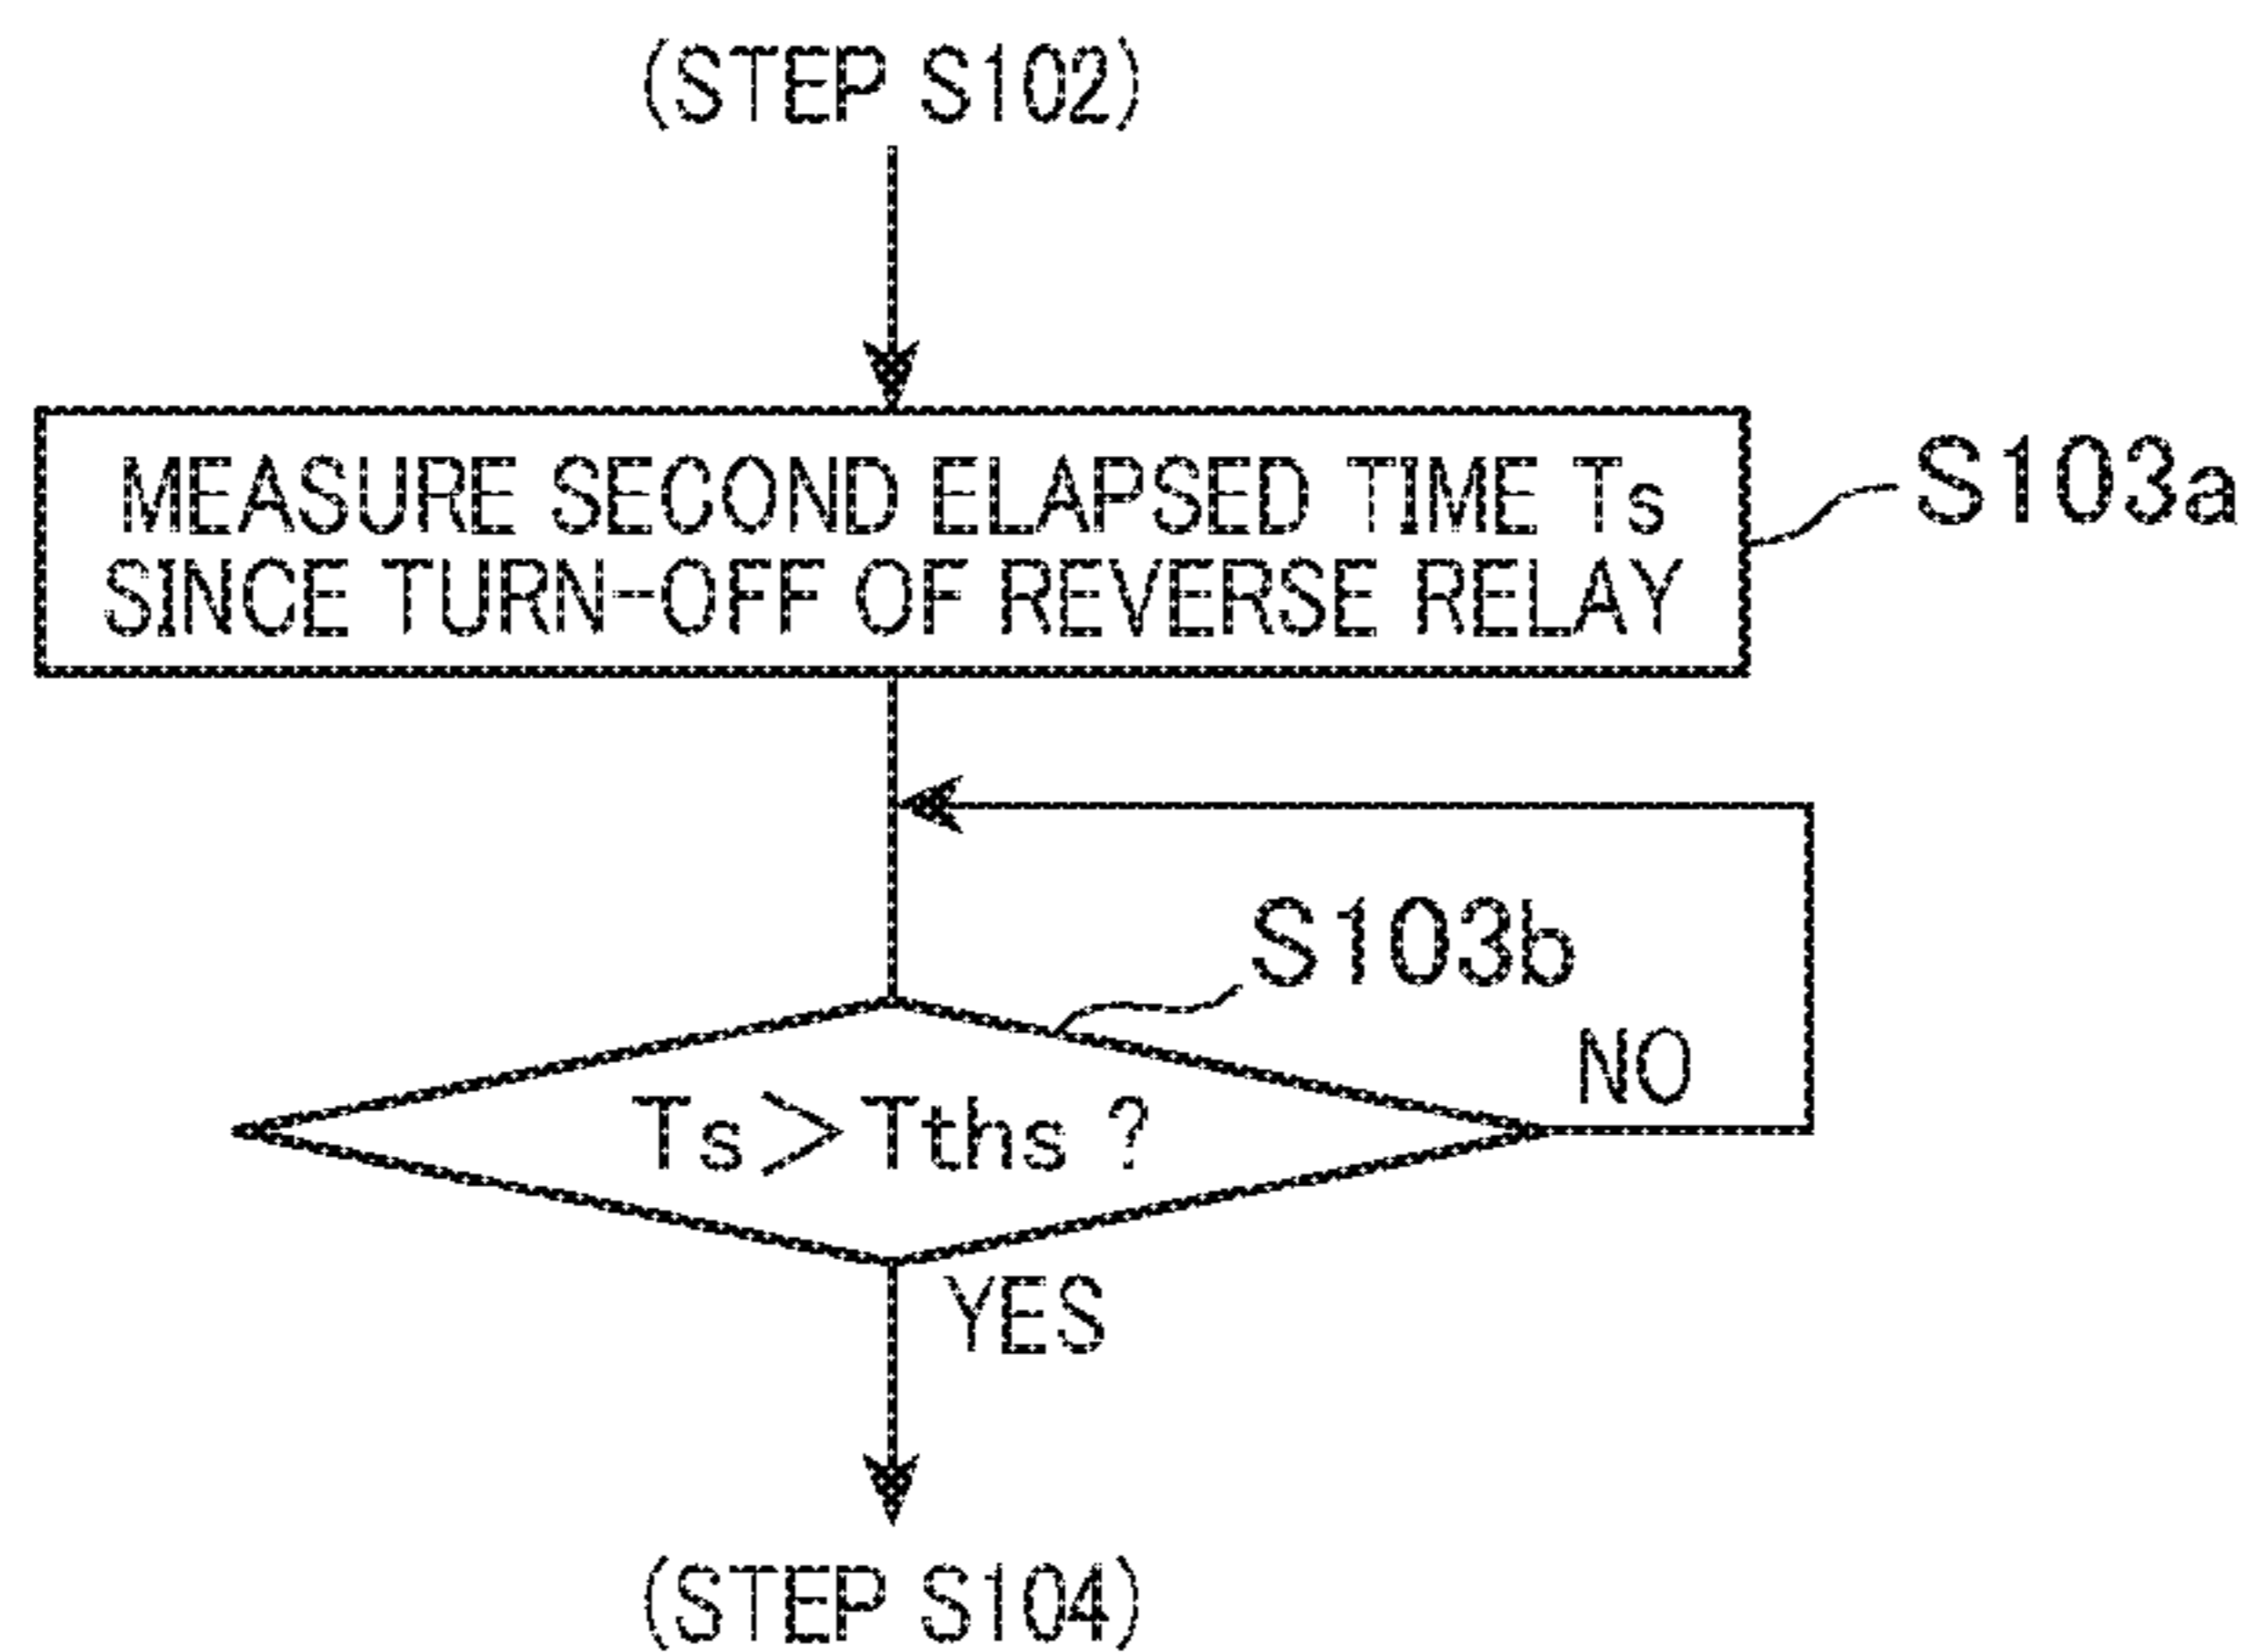 (STEP S102)
MEASURE SECOND ELAPSED TIME Ts
SINCE TURN-OFF OF REVERSE RELAY
S103a
S103b
NO
Ts>Tths ?
YES
(STEP S104)